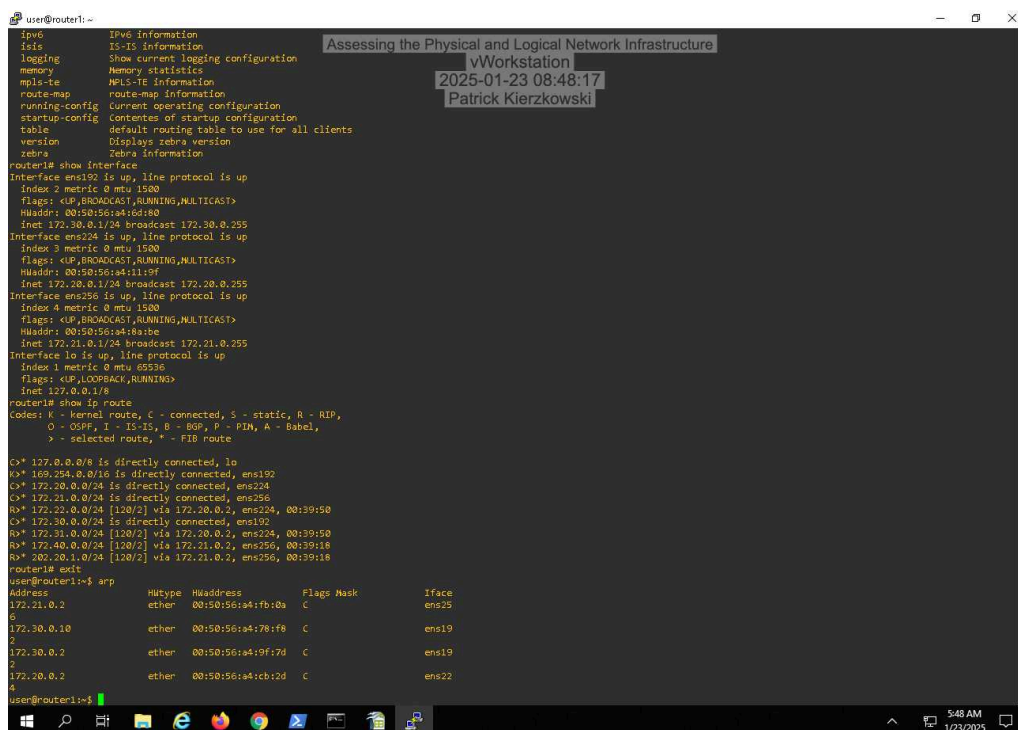 user@router1: ~
Assessing the Physical and Logical Network Infrastructure
vWorkstation
2025-01-23 08:48:17
Patrick Kierzkowski
ipv6 IPv6 information
isis IS-IS information
logging Show current logging configuration
memory Memory statistics
mpls-te MPLS-TE information
route-map route-map information
running-config Current operating configuration
startup-config Contentes of startup configuration
table default routing table to use for all clients
version Displays zebra version
zebra Zebra information
router1# show interface
Interface ens192 is up, line protocol is up
index 2 metric 0 mtu 1500
flags: <UP,BROADCAST,RUNNING,MULTICAST>
HWaddr: 00:50:56:a4:6d:80
inet 172.30.0.1/24 broadcast 172.30.0.255
Interface ens224 is up, line protocol is up
index 3 metric 0 mtu 1500
flags: <UP,BROADCAST,RUNNING,MULTICAST>
HWaddr: 00:50:56:a4:11:9f
inet 172.20.0.1/24 broadcast 172.20.0.255
Interface ens256 is up, line protocol is up
index 4 metric 0 mtu 1500
flags: <UP,BROADCAST,RUNNING,MULTICAST>
HWaddr: 00:50:56:a4:8a:be
inet 172.21.0.1/24 broadcast 172.21.0.255
Interface lo is up, line protocol is up
index 1 metric 0 mtu 65536
flags: <UP,LOOPBACK,RUNNING>
inet 127.0.0.1/8
router1# show ip route
Codes: K - kernel route, C - connected, S - static, R - RIP,
O - OSPF, I - IS-IS, B - BGP, P - PIM, A - Babel,
> - selected route, * - FIB route
C>* 127.0.0.0/8 is directly connected, lo
K>* 169.254.0.0/16 is directly connected, ens192
C>* 172.20.0.0/24 is directly connected, ens224
C>* 172.21.0.0/24 is directly connected, ens256
R>* 172.22.0.0/24 [120/2] via 172.20.0.2, ens224, 00:39:50
C>* 172.30.0.0/24 is directly connected, ens192
R>* 172.31.0.0/24 [120/2] via 172.20.0.2, ens224, 00:39:50
R>* 172.40.0.0/24 [120/2] via 172.21.0.2, ens256, 00:39:18
R>* 202.20.1.0/24 [120/2] via 172.21.0.2, ens256, 00:39:18
router1# exit
user@router1:~$ arp
Address HWtype HWaddress Flags Mask Iface
172.21.0.2 ether 00:50:56:a4:fb:0a C ens25
6
172.30.0.10 ether 00:50:56:a4:78:f8 C ens19
2
172.30.0.2 ether 00:50:56:a4:9f:7d C ens19
2
172.20.0.2 ether 00:50:56:a4:cb:2d C ens22
4
user@router1:~$
5:48 AM
1/23/2025